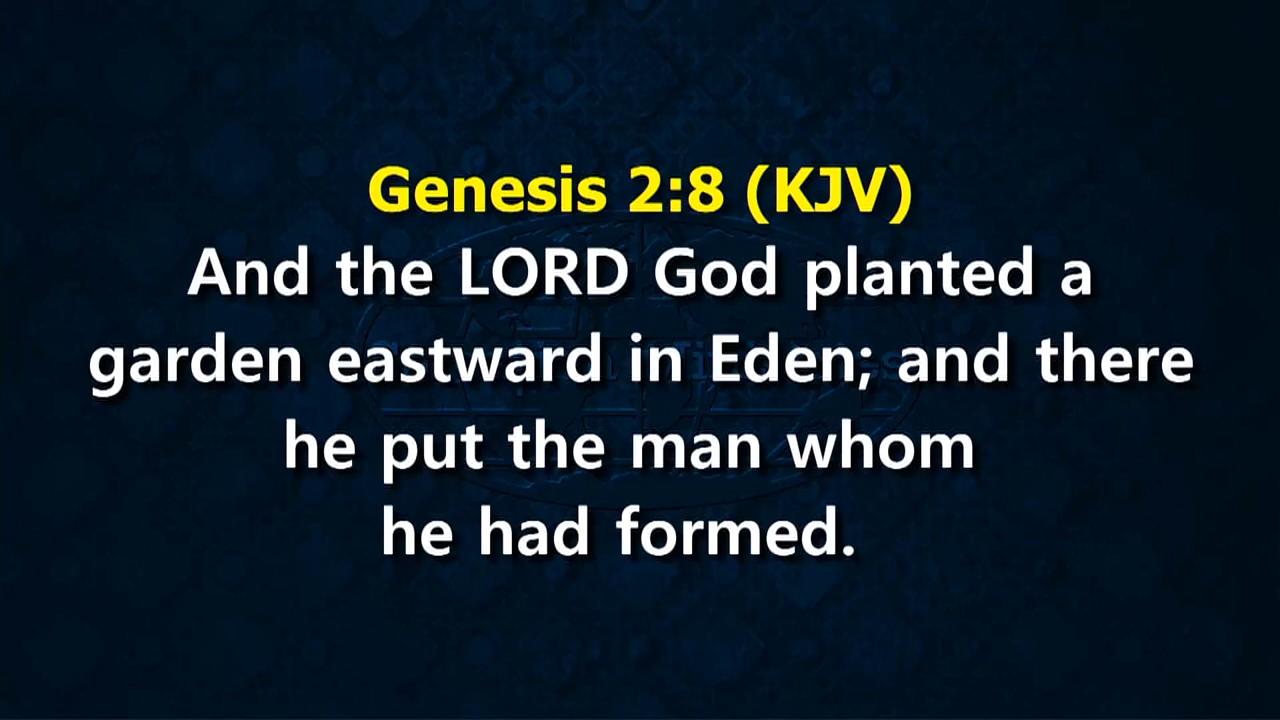 Genesis 2:8 (KJV)
And the LORD God planted a
garden eastward in Eden; and there
he put the man whom
he had formed.